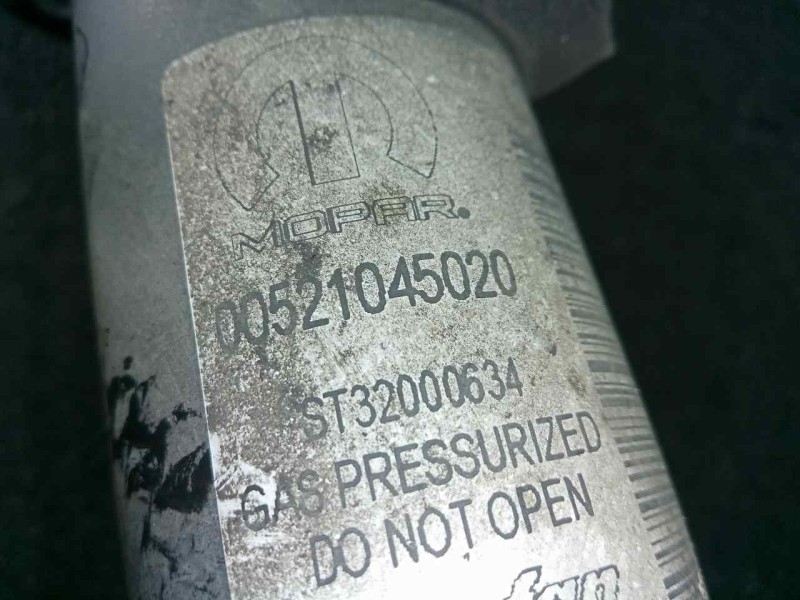 MOPAR.
00521045020
ST32000634
GAS PRESSURIZED
DO NOT OPEN